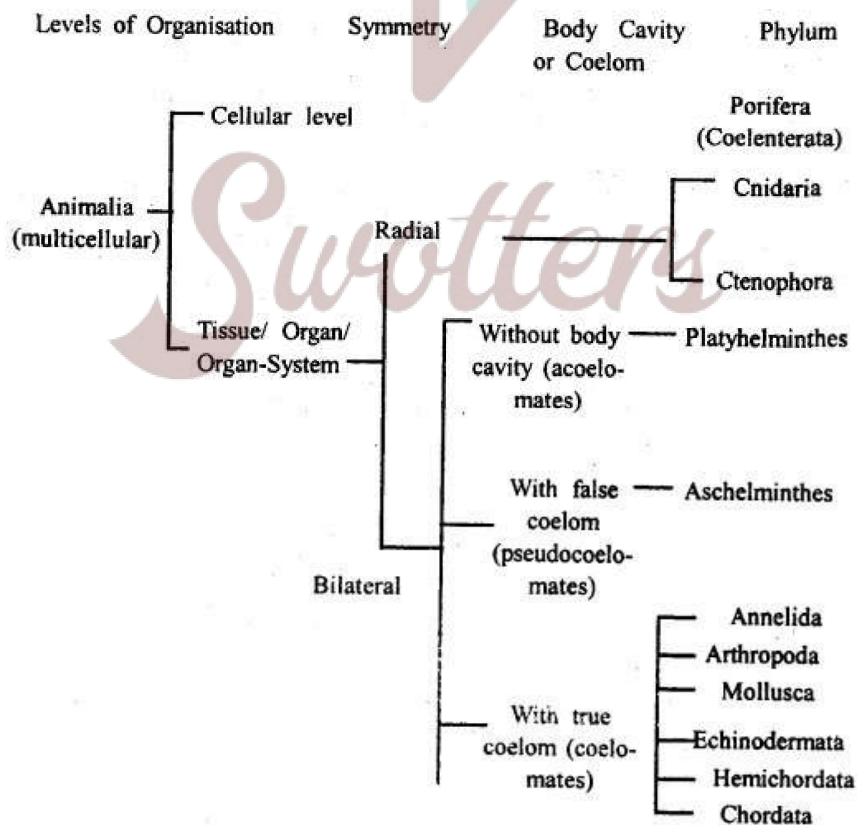 Levels of Organisation Symmetry Body Cavity Phylum
or Coelom
Porifera
(Coelenterata)
Cellular level
Cnidaria
Animalia
(multicellular)
Radial
Swotters
Ctenophora
Tissue/ Organ/
Organ-System
Without body
cavity (acoelo-
mates)
Platyhelminthes
With false
coelom
(pseudocoelo-
mates)
Aschelminthes
Bilateral
Annelida
Arthropoda
Mollusca
With true
coelom (coelo-
mates)
Echinodermata
Hemichordata
Chordata